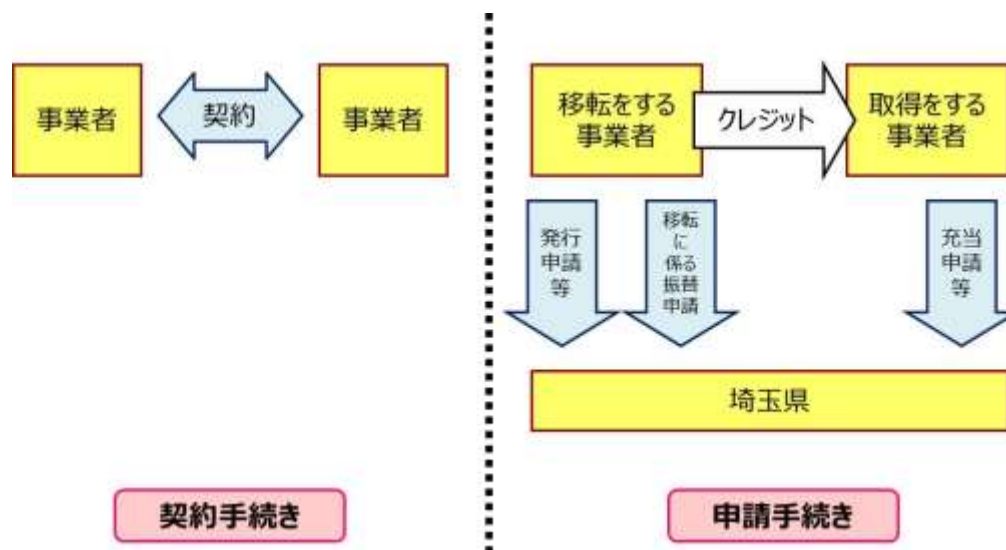 事業者
契約
事業者
契約手続き
移転をする
事業者
クレジット
取得をする
事業者
発行
申請
等
移転
に
係る
振替
申請
充当
申請
等
埼玉県
申請手続き